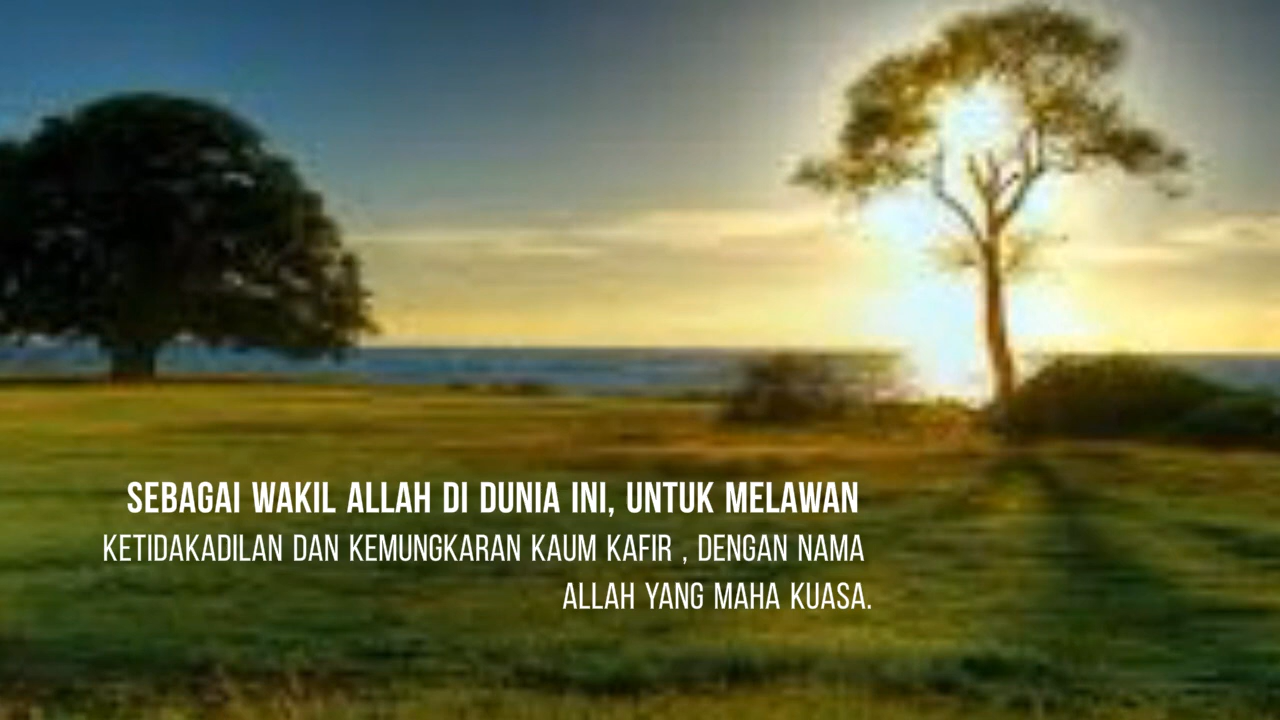 SEBAGAI WAKIL ALLAH DI DUNIA INI, UNTUK MELAWAN
KETIDAKADILAN DAN KEMUNGKARAN KAUM KAFIR , DENGAN NAMA
ALLAH YANG MAHA KUASA.